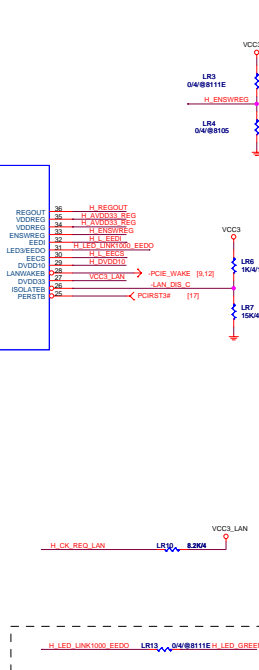 VCC3
LR3
0/4/@8111E
H_ENSWREG
LR4
0/4/@8105
REGOUT 36 H_REGOUT
VDDREG 35 H_AVDD33_REG
VDDREG 34 H_AVDD33_REG
ENSWREG 33 H_ENSWREG
EEDI 32 H_L_EEDI
LED3/EEDO 31 H_LED_LINK1000_EEDO
EECS 30 H_L_EECS
DVDD10 29 H_DVDD10
LANWAKEB 28 -PCIE_WAKE [9,12]
DVDD33 27 VCC3_LAN
ISOLATEB 26 -LAN_DIS_C
PERSTB 25 PCIRST3# [17]
VCC3
LR6
1K/4/
LR7
15K/4
VCC3_LAN
H_CK_REQ_LAN LR10 8.2K/4
H_LED_LINK1000_EEDO LR13 0/4/@8111E H_LED_GREE